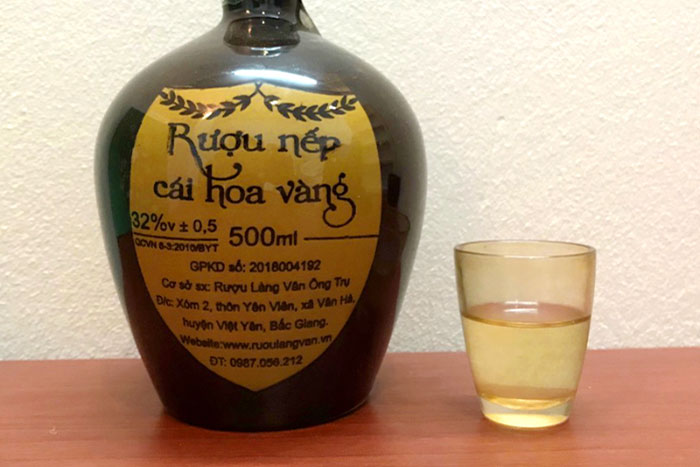 Rượu nếp
cái hoa vàng
32%v ± 0,5
QCVN 6-3:2010/BYT
500ml
GPKD số: 2018004192
Cơ sở sx: Rượu Làng Vân Ông Trụ
Đ/c: Xóm 2, thôn Yên Viên, xã Vân Hà,
huyện Việt Yên, Bắc Giang.
Website:www.ruoulangvan.vn
ĐT: 0987.056.212